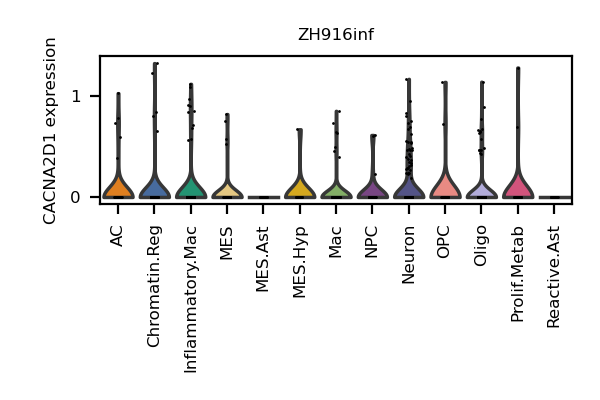 ZH916inf
CACNA2D1 expression
1
0
AC
Chromatin.Reg
Inflammatory.Mac
MES
MES.Ast
MES.Hyp
Mac
NPC
Neuron
OPC
Oligo
Prolif.Metab
Reactive.Ast